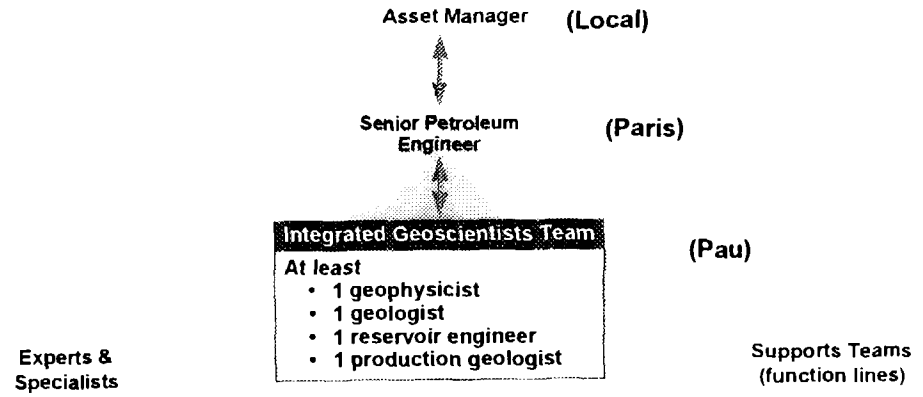 Asset Manager (Local)
Senior Petroleum
Engineer
(Paris)
Integrated Geoscientists Team
(Pau)
At least
• 1 geophysicist
• 1 geologist
• 1 reservoir engineer
• 1 production geologist
Experts &
Specialists
Supports Teams
(function lines)